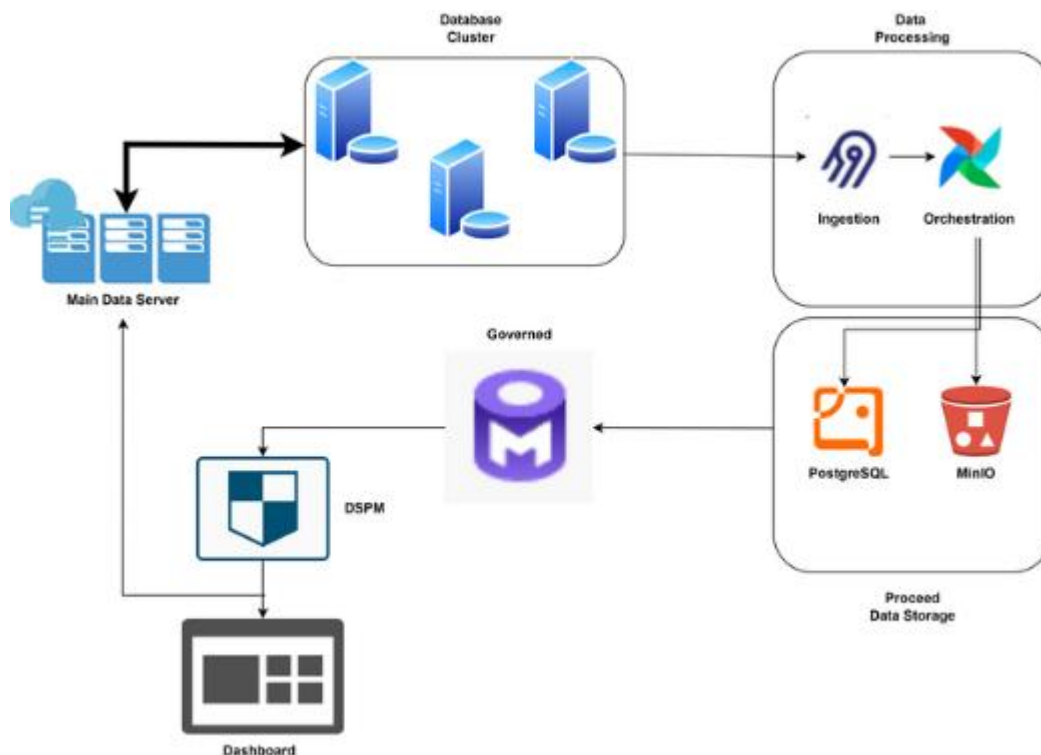 Database
Cluster
Data
Processing
Ingestion
Orchestration
Main Data Server
Governed
PostgreSQL
MinIO
DSPM
Proceed
Data Storage
Dashboard